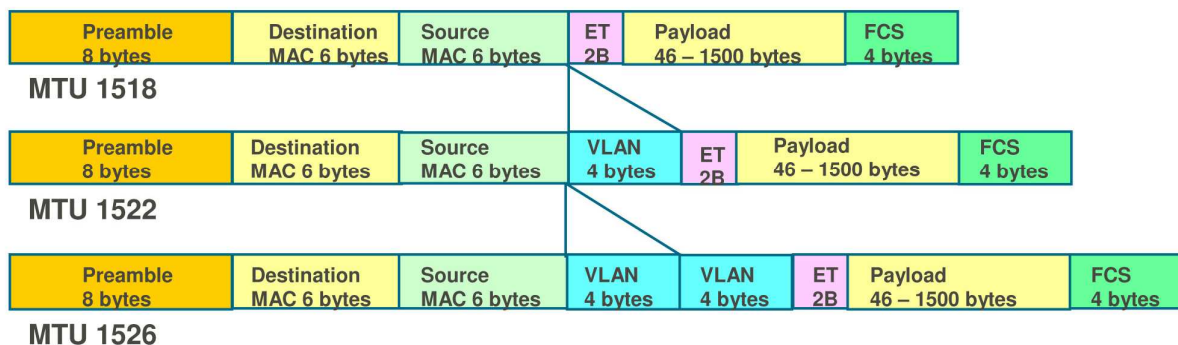 Preamble
8 bytes
Destination
MAC 6 bytes
Source
MAC 6 bytes
ET
2B
Payload
46 – 1500 bytes
FCS
4 bytes
MTU 1518
Preamble
8 bytes
Destination
MAC 6 bytes
Source
MAC 6 bytes
VLAN
4 bytes
ET
2B
Payload
46 – 1500 bytes
FCS
4 bytes
MTU 1522
Preamble
8 bytes
Destination
MAC 6 bytes
Source
MAC 6 bytes
VLAN
4 bytes
VLAN
4 bytes
ET
2B
Payload
46 – 1500 bytes
FCS
4 bytes
MTU 1526